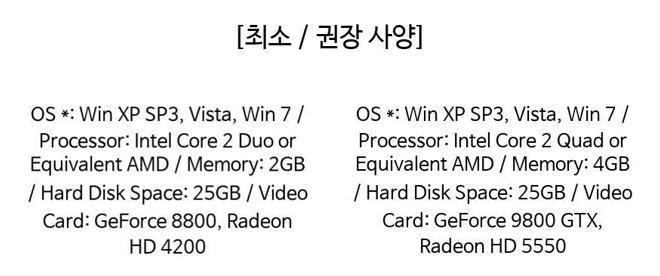 [최소 / 권장 사양]
OS *: Win XP SP3, Vista, Win 7 /
Processor: Intel Core 2 Duo or
Equivalent AMD / Memory: 2GB
/ Hard Disk Space: 25GB / Video
Card: GeForce 8800, Radeon
HD 4200
OS *: Win XP SP3, Vista, Win 7 /
Processor: Intel Core 2 Quad or
Equivalent AMD / Memory: 4GB
/ Hard Disk Space: 25GB / Video
Card: GeForce 9800 GTX,
Radeon HD 5550